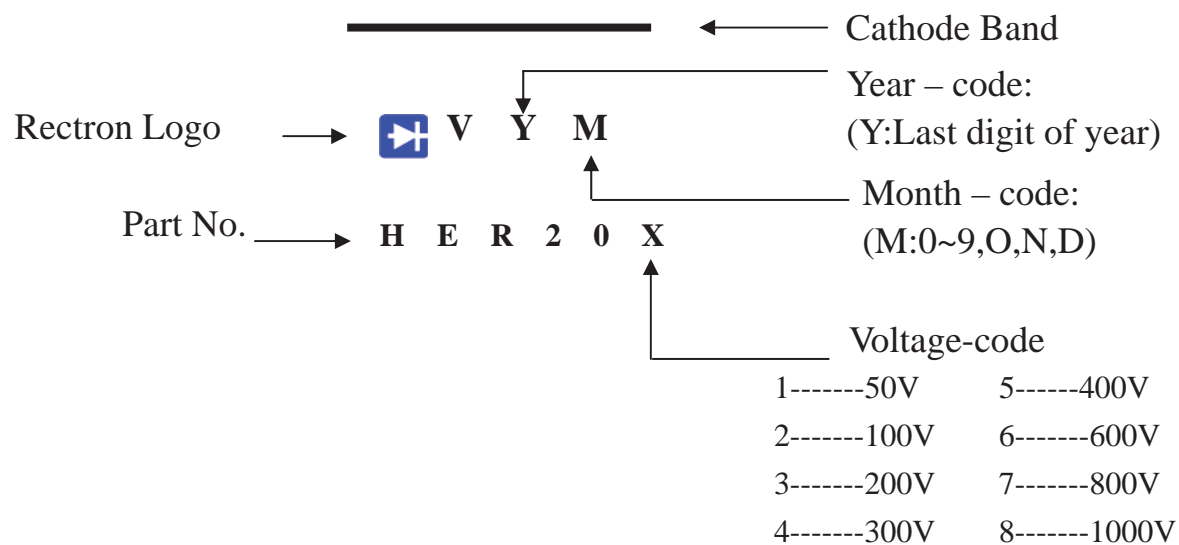 Cathode Band
Year – code:
(Y:Last digit of year)
Rectron Logo
V Y M
Month – code:
(M:0~9,O,N,D)
Part No.
H E R 2 0 X
Voltage-code
1-------50V 5------400V
2-------100V 6-------600V
3-------200V 7-------800V
4-------300V 8-------1000V